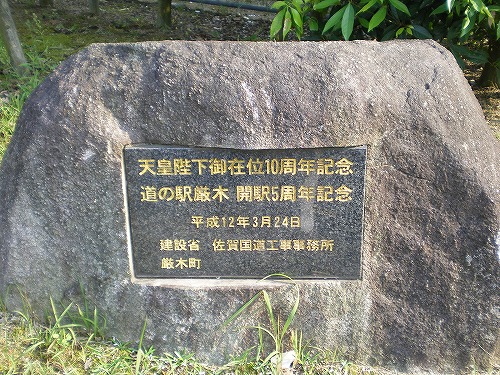 天皇陛下御在位10周年記念
道の駅厳木 開駅5周年記念
平成12年3月24日
建設省 佐賀国道工事事務所
厳木町